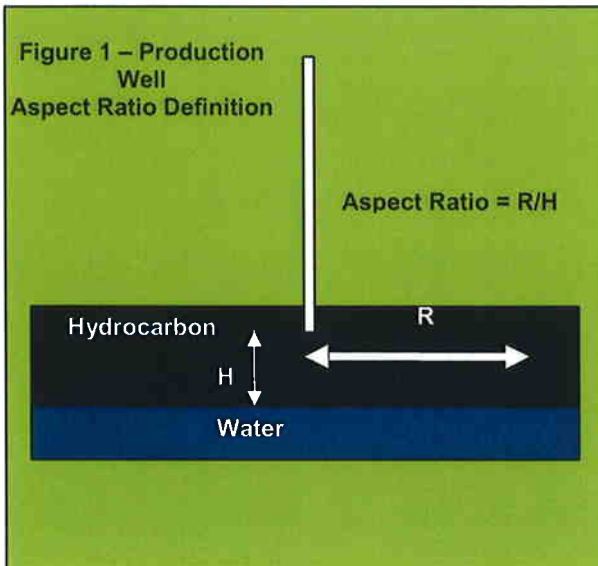 Figure 1 – Production
Well
Aspect Ratio Definition
Aspect Ratio = R/H
Hydrocarbon
R
H
Water